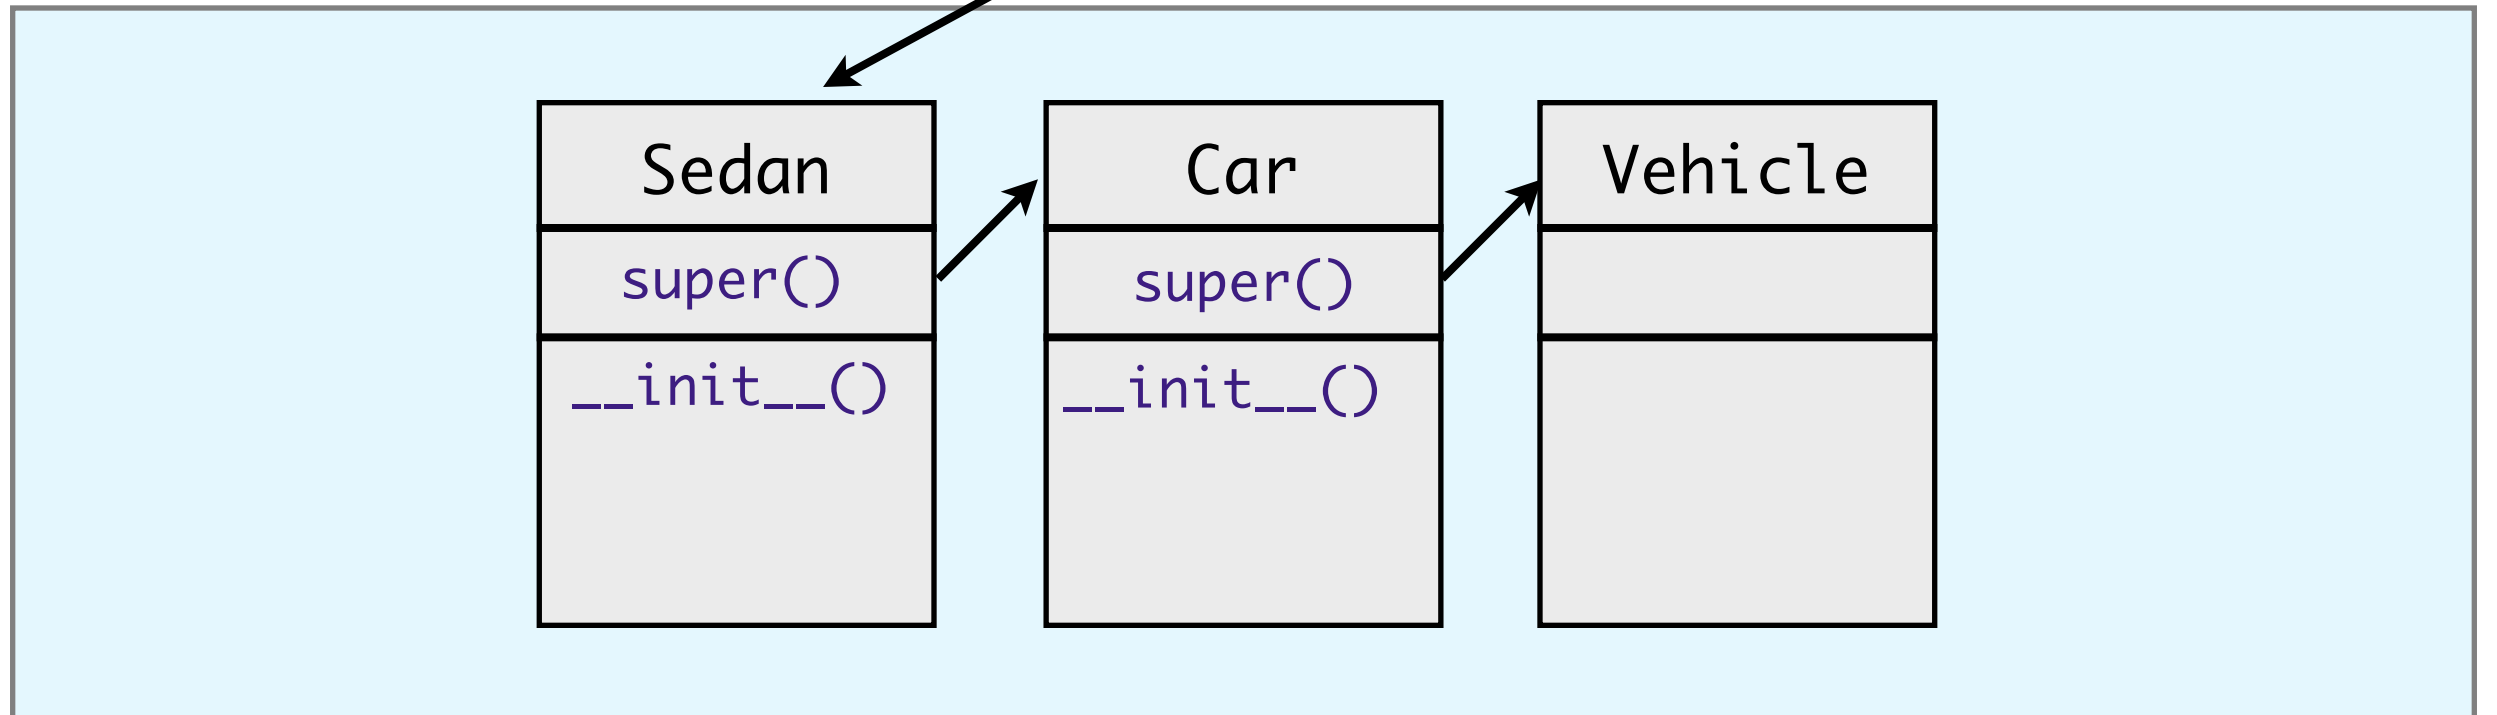 Sedan
super()
__init__()
Car
super()
__init__()
Vehicle